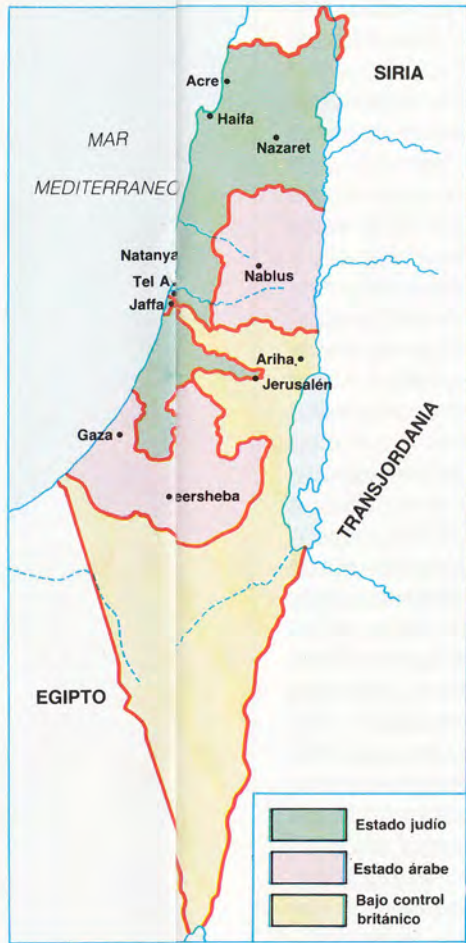 SIRIA
Acre
Haifa
MAR
Nazaret
MEDITERRANEO
Natanya
Nablus
Tel A.
Jaffa
Ariha
Jerusalén
Gaza
TRANSJORDANIA
eersheba
EGIPTO
Estado judío
Estado árabe
Bajo control
británico